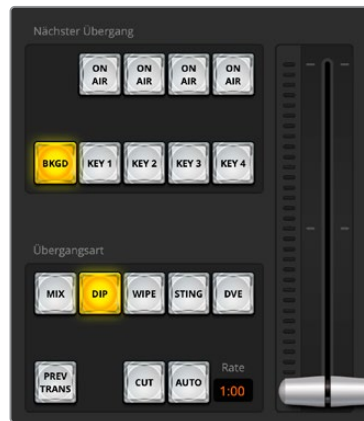 Nächster Übergang
ON AIR ON AIR ON AIR ON AIR
BKGD KEY 1 KEY 2 KEY 3 KEY 4
Übergangsart
MIX DIP WIPE STING DVE
Rate
PREV TRANS CUT AUTO 1:00